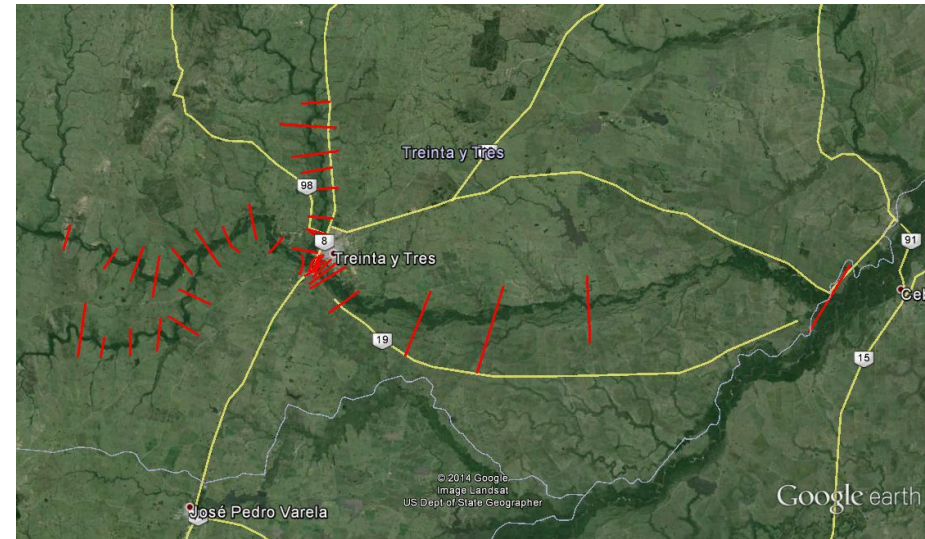 Treinta y Tres
98
8
Treinta y Tres
91
Ceb
19
15
©2014 Google
Image Landsat
US Dept of State Geographer
Google earth
José Pedro Varela